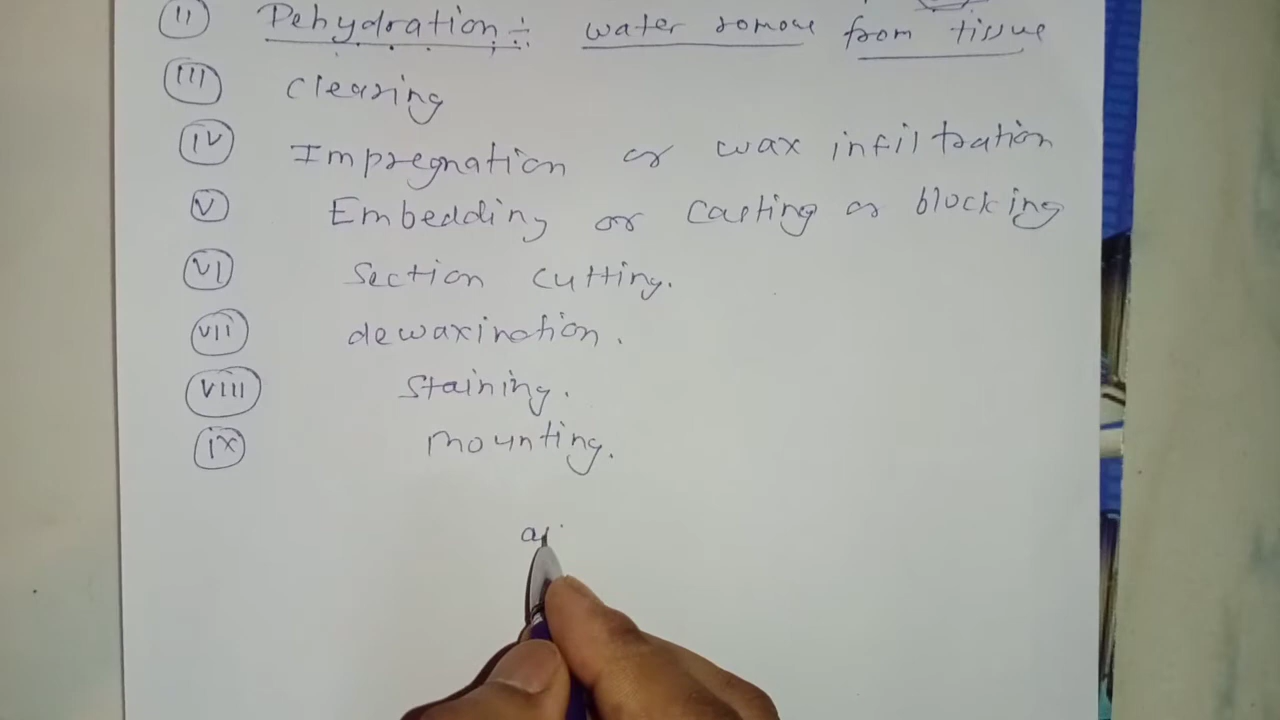 (ii) Dehydration :- water romove from tissue
(iii) clearing
(iv) Impregnation or wax infiltration
(v) Embedding or casting or blocking
(vi) section cutting.
(vii) dewaxination.
(viii) staining.
(ix) mounting.